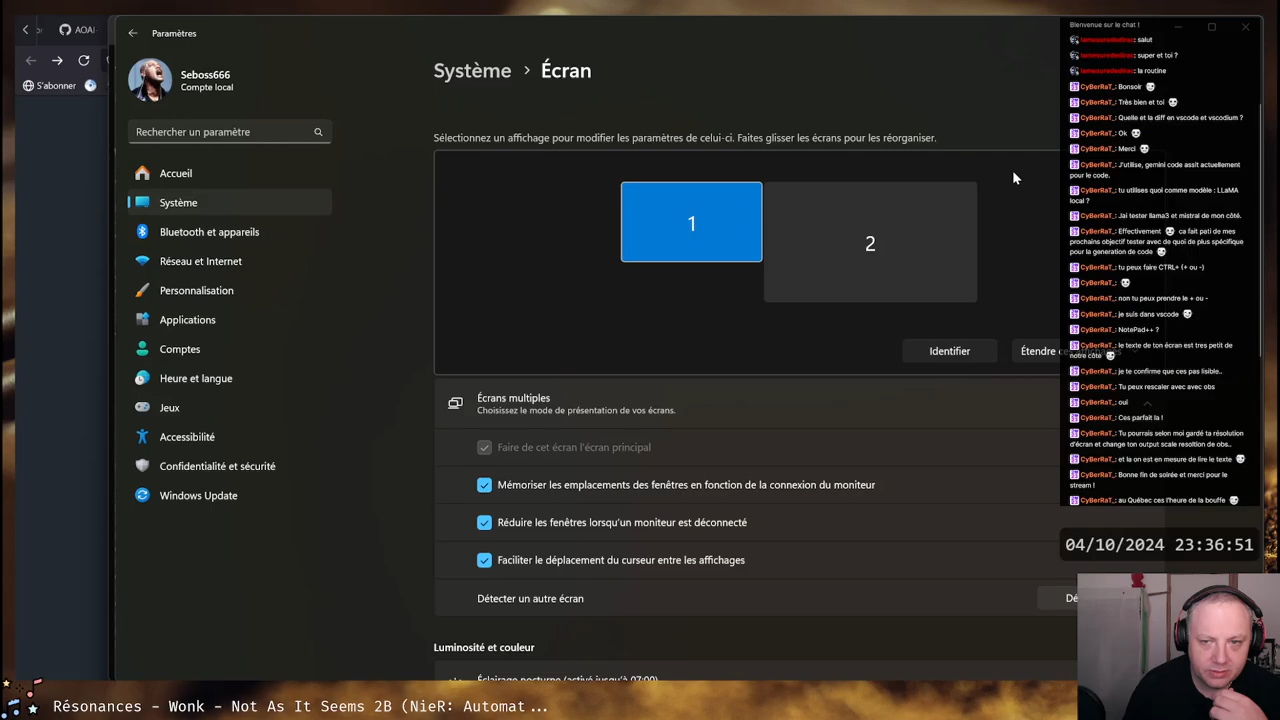 AOAI
S'abonner
Paramètres
Seboss666
Compte local
Rechercher un paramètre
Accueil
Système
Bluetooth et appareils
Réseau et Internet
Personnalisation
Applications
Comptes
Heure et langue
Jeux
Accessibilité
Confidentialité et sécurité
Windows Update
Système > Écran
Sélectionnez un affichage pour modifier les paramètres de celui-ci. Faites glisser les écrans pour les réorganiser.
1
2
Identifier
Étendre ces affichages
Écrans multiples
Choisissez le mode de présentation de vos écrans.
Faire de cet écran l'écran principal
Mémoriser les emplacements des fenêtres en fonction de la connexion du moniteur
Réduire les fenêtres lorsqu'un moniteur est déconnecté
Faciliter le déplacement du curseur entre les affichages
Détecter un autre écran
Dé
Luminosité et couleur
Éclairage nocturne (activé jusqu'à 07:00)
Bienvenue sur le chat !
: salut
: super et toi ?
: la routine
CyBerRaT_: Bonsoir
CyBerRaT_: Très bien et toi
CyBerRaT_: Quelle et la diff en vscode et vscodium ?
CyBerRaT_: Ok
CyBerRaT_: Merci
CyBerRaT_: J'utilise, gemini code assit actuellement
pour le code.
CyBerRaT_: tu utilises quoi comme modèle : LLaMA
local ?
CyBerRaT_: Jai tester llama3 et mistral de mon côté.
CyBerRaT_: Effectivement ca fait pati de mes
prochains objectif tester avec de quoi de plus spécifique
pour la generation de code
CyBerRaT_: tu peux faire CTRL+ (+ ou -)
CyBerRaT_:
CyBerRaT_: non tu peux prendre le + ou -
CyBerRaT_: je suis dans vscode
CyBerRaT_: NotePad++ ?
CyBerRaT_: le texte de ton écran est tres petit de
notre côté
CyBerRaT_: je te confirme que ces pas lisible..
CyBerRaT_: Tu peux rescaler avec avec obs
CyBerRaT_: oui
CyBerRaT_: Ces parfait la !
CyBerRaT_: Tu pourrais selon moi gardé ta résolution
d'écran et change ton output scale resoltion de obs..
CyBerRaT_: et la on est en mesure de lire le texte
CyBerRaT_: Bonne fin de soirée et merci pour le
stream !
CyBerRaT_: au Québec ces l'heure de la bouffe
04/10/2024 23:36:51
Résonances - Wonk - Not As It Seems 2B (NieR: Automat...